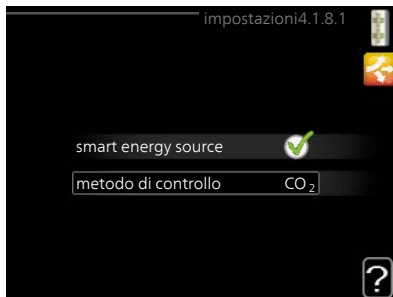 impostazioni4.1.8.1
smart energy source
metodo di controllo CO₂
?